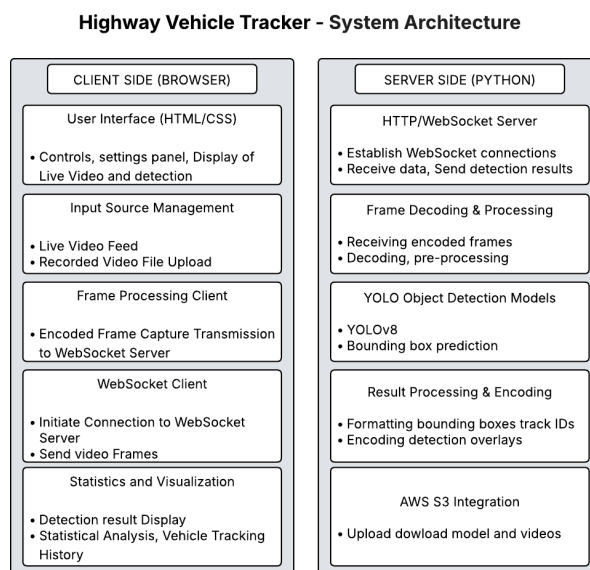 Highway Vehicle Tracker - System Architecture
CLIENT SIDE (BROWSER)
User Interface (HTML/CSS)
• Controls, settings panel, Display of
Live Video and detection
Input Source Management
• Live Video Feed
• Recorded Video File Upload
Frame Processing Client
• Encoded Frame Capture Transmission
to WebSocket Server
WebSocket Client
• Initiate Connection to WebSocket
Server
• Send video Frames
Statistics and Visualization
• Detection result Display
• Statistical Analysis, Vehicle Tracking
History
SERVER SIDE (PYTHON)
HTTP/WebSocket Server
• Establish WebSocket connections
• Receive data, Send detection results
Frame Decoding & Processing
• Receiving encoded frames
• Decoding, pre-processing
YOLO Object Detection Models
• YOLOv8
• Bounding box prediction
Result Processing & Encoding
• Formatting bounding boxes track IDs
• Encoding detection overlays
AWS S3 Integration
• Upload dowload model and videos